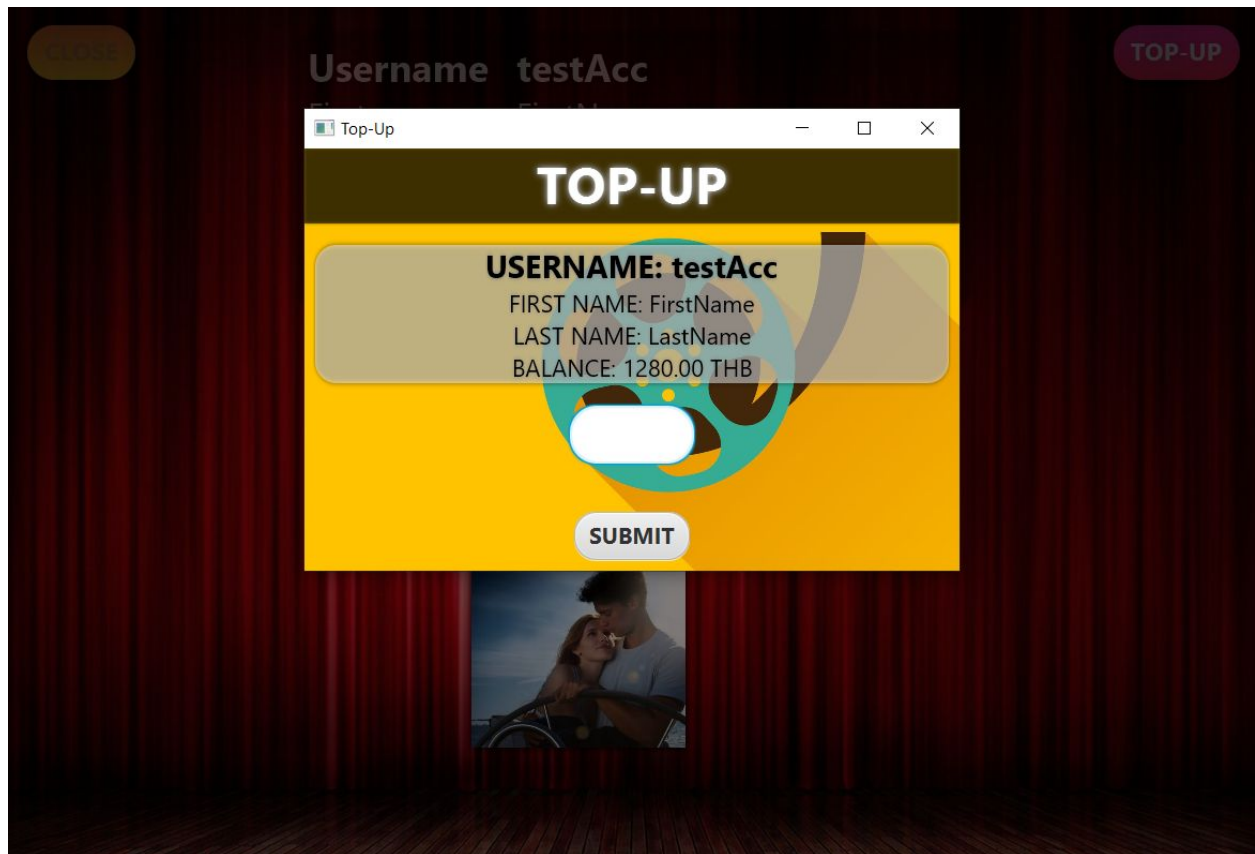 CLOSE
TOP-UP
Username testAcc
Top-Up
TOP-UP
USERNAME: testAcc
FIRST NAME: FirstName
LAST NAME: LastName
BALANCE: 1280.00 THB
SUBMIT